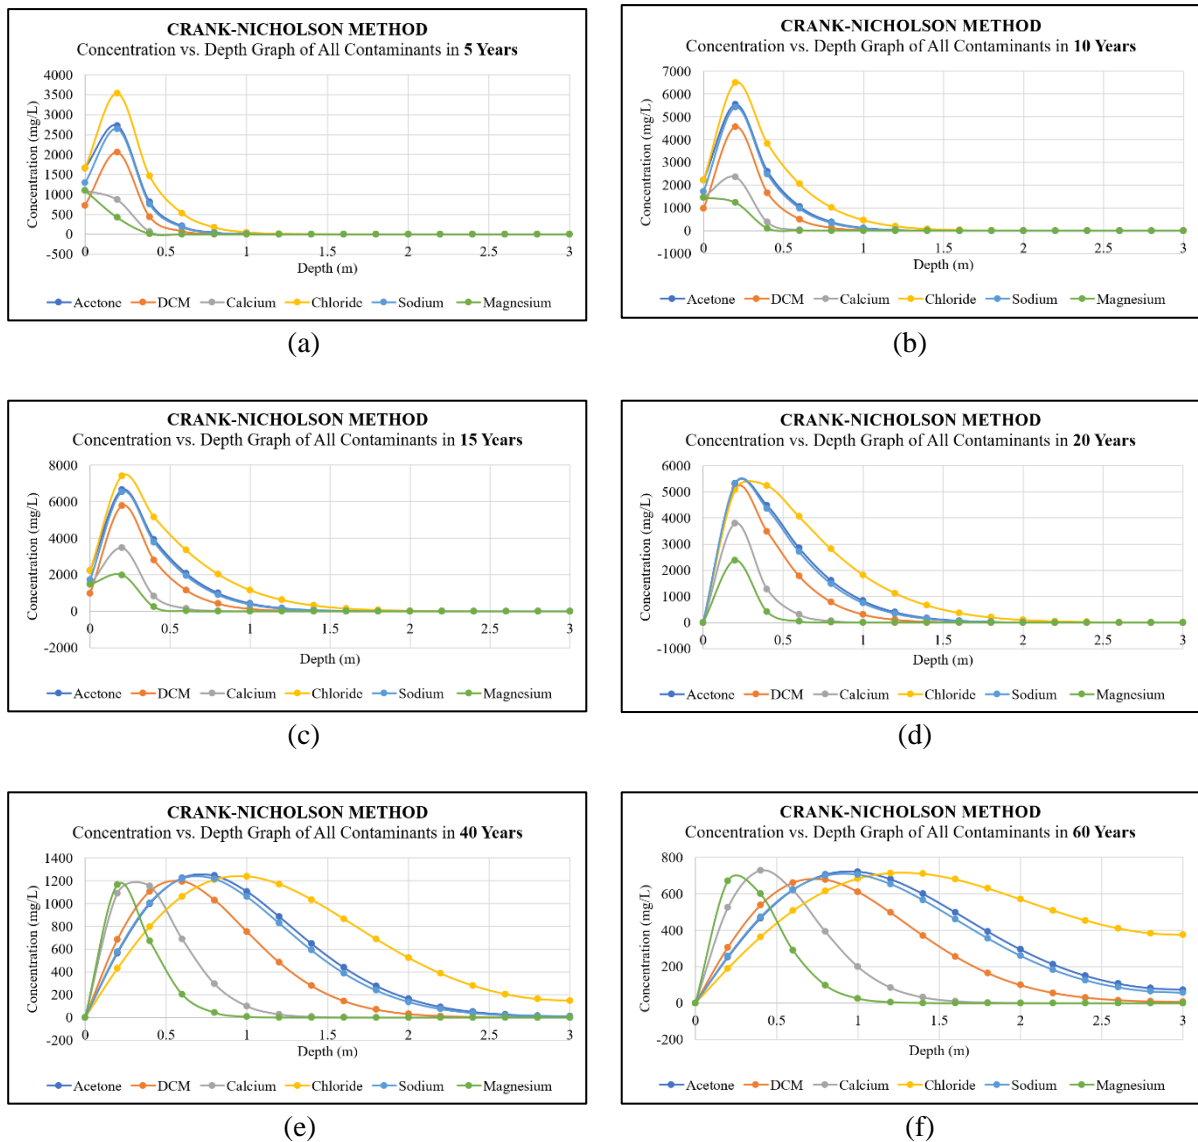 CRANK-NICHOLSON METHOD
Concentration vs. Depth Graph of All Contaminants in 5 Years
Concentration (mg/L)
4000
3500
3000
2500
2000
1500
1000
500
0
-500
0 0.5 1 1.5 2 2.5 3
Depth (m)
Acetone DCM Calcium Chloride Sodium Magnesium
(a)
CRANK-NICHOLSON METHOD
Concentration vs. Depth Graph of All Contaminants in 10 Years
Concentration (mg/L)
7000
6000
5000
4000
3000
2000
1000
0
-1000
0 0.5 1 1.5 2 2.5 3
Depth (m)
Acetone DCM Calcium Chloride Sodium Magnesium
(b)
CRANK-NICHOLSON METHOD
Concentration vs. Depth Graph of All Contaminants in 15 Years
Concentration (mg/L)
8000
6000
4000
2000
0
-2000
0 0.5 1 1.5 2 2.5 3
Depth (m)
Acetone DCM Calcium Chloride Sodium Magnesium
(c)
CRANK-NICHOLSON METHOD
Concentration vs. Depth Graph of All Contaminants in 20 Years
Concentration (mg/L)
6000
5000
4000
3000
2000
1000
0
-1000
0 0.5 1 1.5 2 2.5 3
Depth (m)
Acetone DCM Calcium Chloride Sodium Magnesium
(d)
CRANK-NICHOLSON METHOD
Concentration vs. Depth Graph of All Contaminants in 40 Years
Concentration (mg/L)
1400
1200
1000
800
600
400
200
0
-200
0 0.5 1 1.5 2 2.5 3
Depth (m)
Acetone DCM Calcium Chloride Sodium Magnesium
(e)
CRANK-NICHOLSON METHOD
Concentration vs. Depth Graph of All Contaminants in 60 Years
Concentration (mg/L)
800
600
400
200
0
-200
0 0.5 1 1.5 2 2.5 3
Depth (m)
Acetone DCM Calcium Chloride Sodium Magnesium
(f)